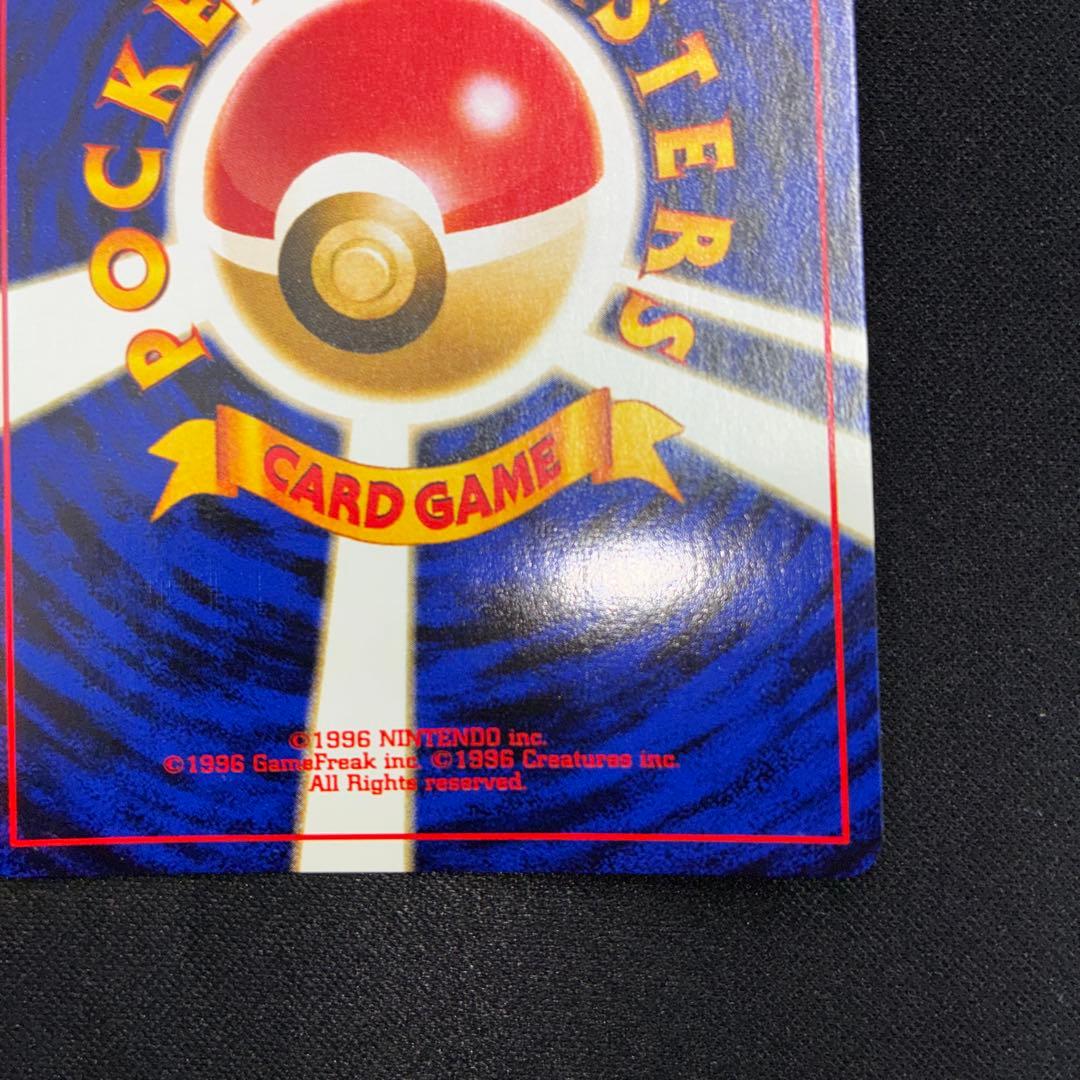 POCKE
STERS
CARD GAME
©1996 NINTENDO inc.
©1996 GameFreak inc. ©1996 Creatures inc.
All Rights reserved.